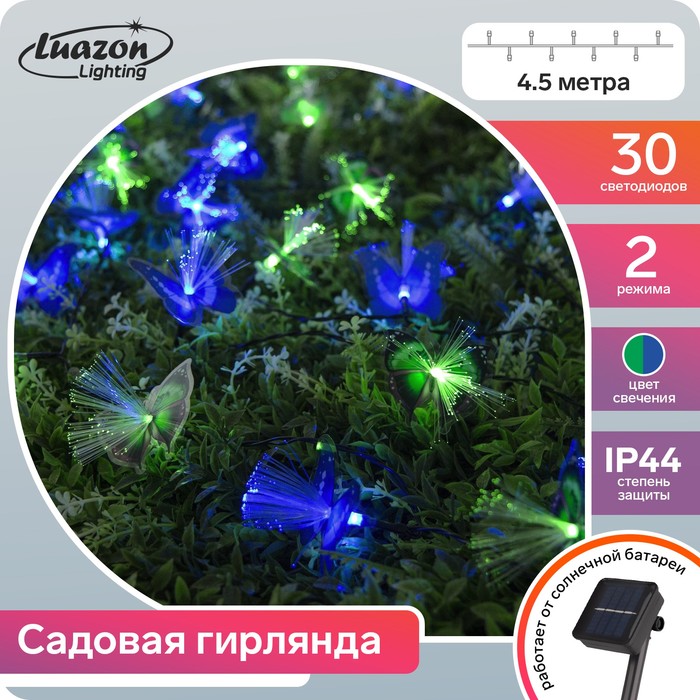 Luazon
Lighting
4.5 метра
30
светодиодов
2
режима
цвет
свечения
IP44
степень
защиты
Работает от солнечной батареи
Садовая гирлянда